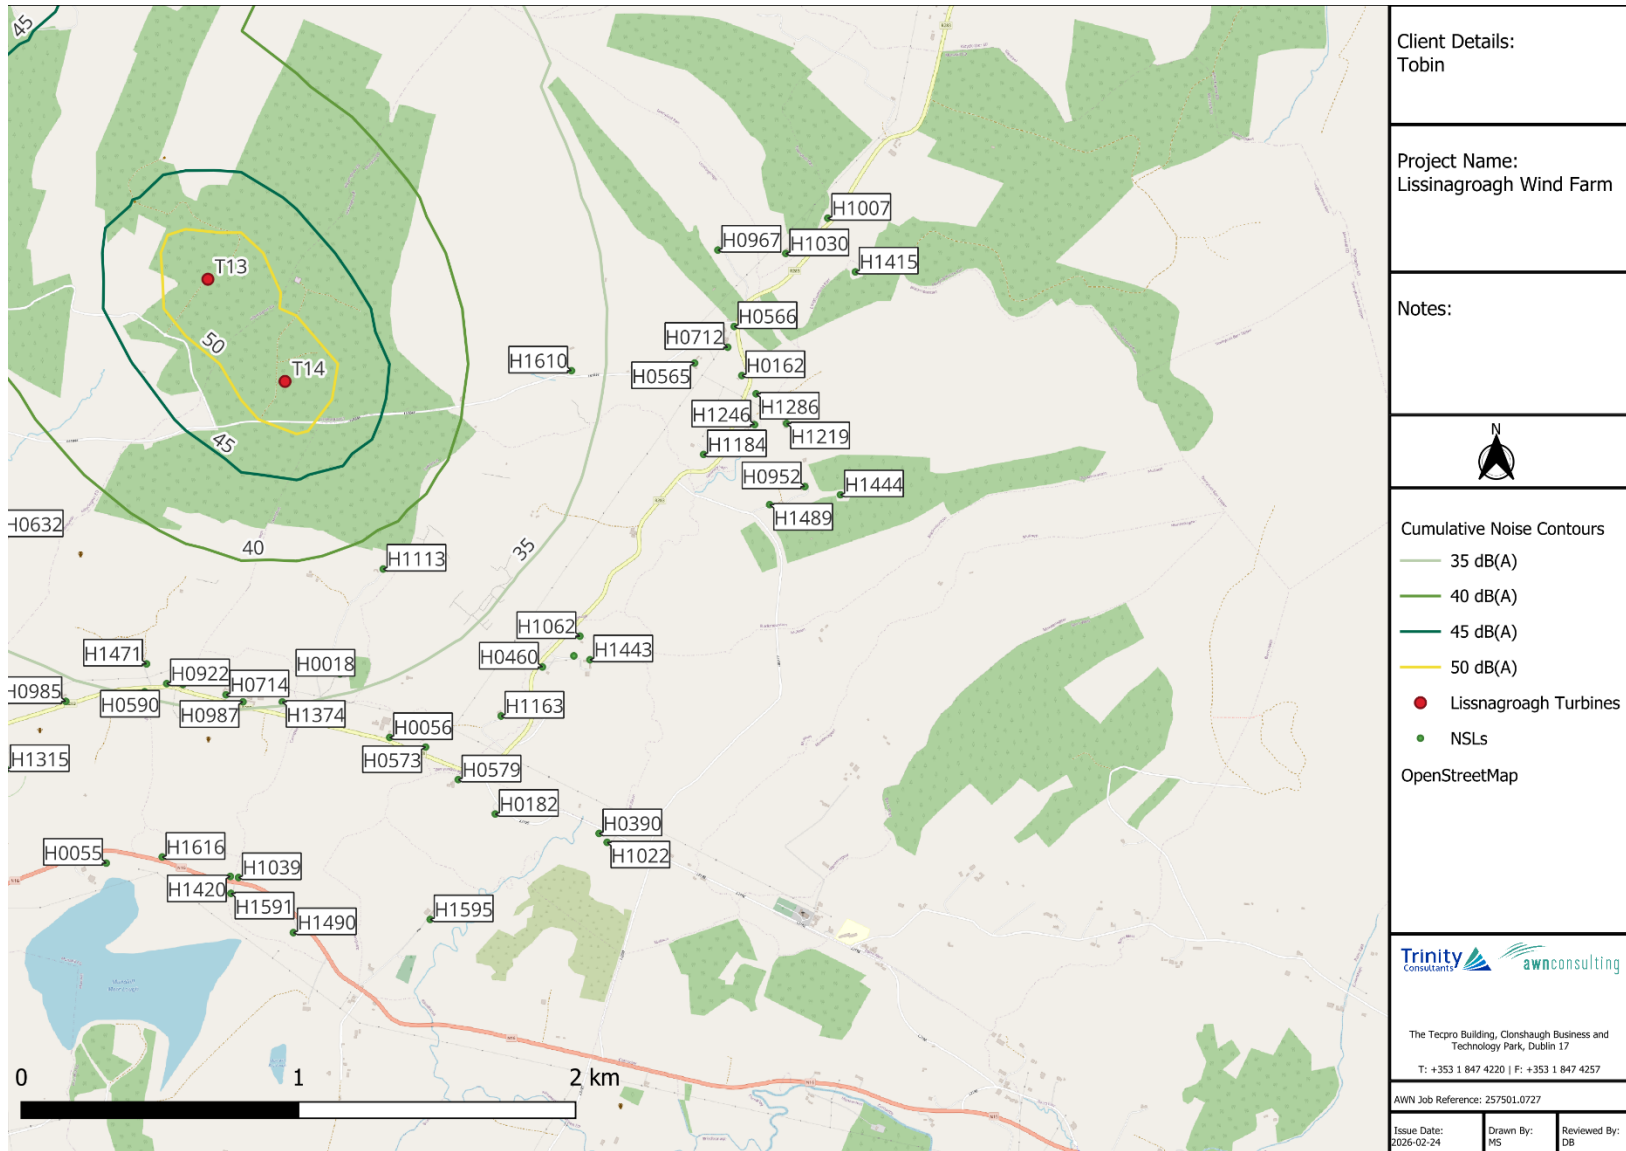 45
T13
50
T14
45
40
35
H1007
H0967
H1030
H1415
H0566
H0712
H1610
H0565
H0162
H1286
H1246
H1219
H1184
H0952
H1444
H1489
H0632
H1113
H1062
H1471
H0922
H0018
H0460
H1443
H0985
H0590
H0714
H0987
H1374
H1163
H0056
H1315
H0573
H0579
H0182
H0390
H1022
H0055
H1616
H1039
H1420
H1591
H1490
H1595
0 1 2 km
Client Details:
Tobin
Project Name:
Lissinagroagh Wind Farm
Notes:
N
Cumulative Noise Contours
35 dB(A)
40 dB(A)
45 dB(A)
50 dB(A)
Lissnagroagh Turbines
NSLs
OpenStreetMap
Trinity
Consultants
awnconsulting
The Tecpro Building, Clonshaugh Business and
Technology Park, Dublin 17
T: +353 1 847 4220 | F: +353 1 847 4257
AWN Job Reference: 257501.0727
Issue Date:
2026-02-24
Drawn By:
MS
Reviewed By:
DB